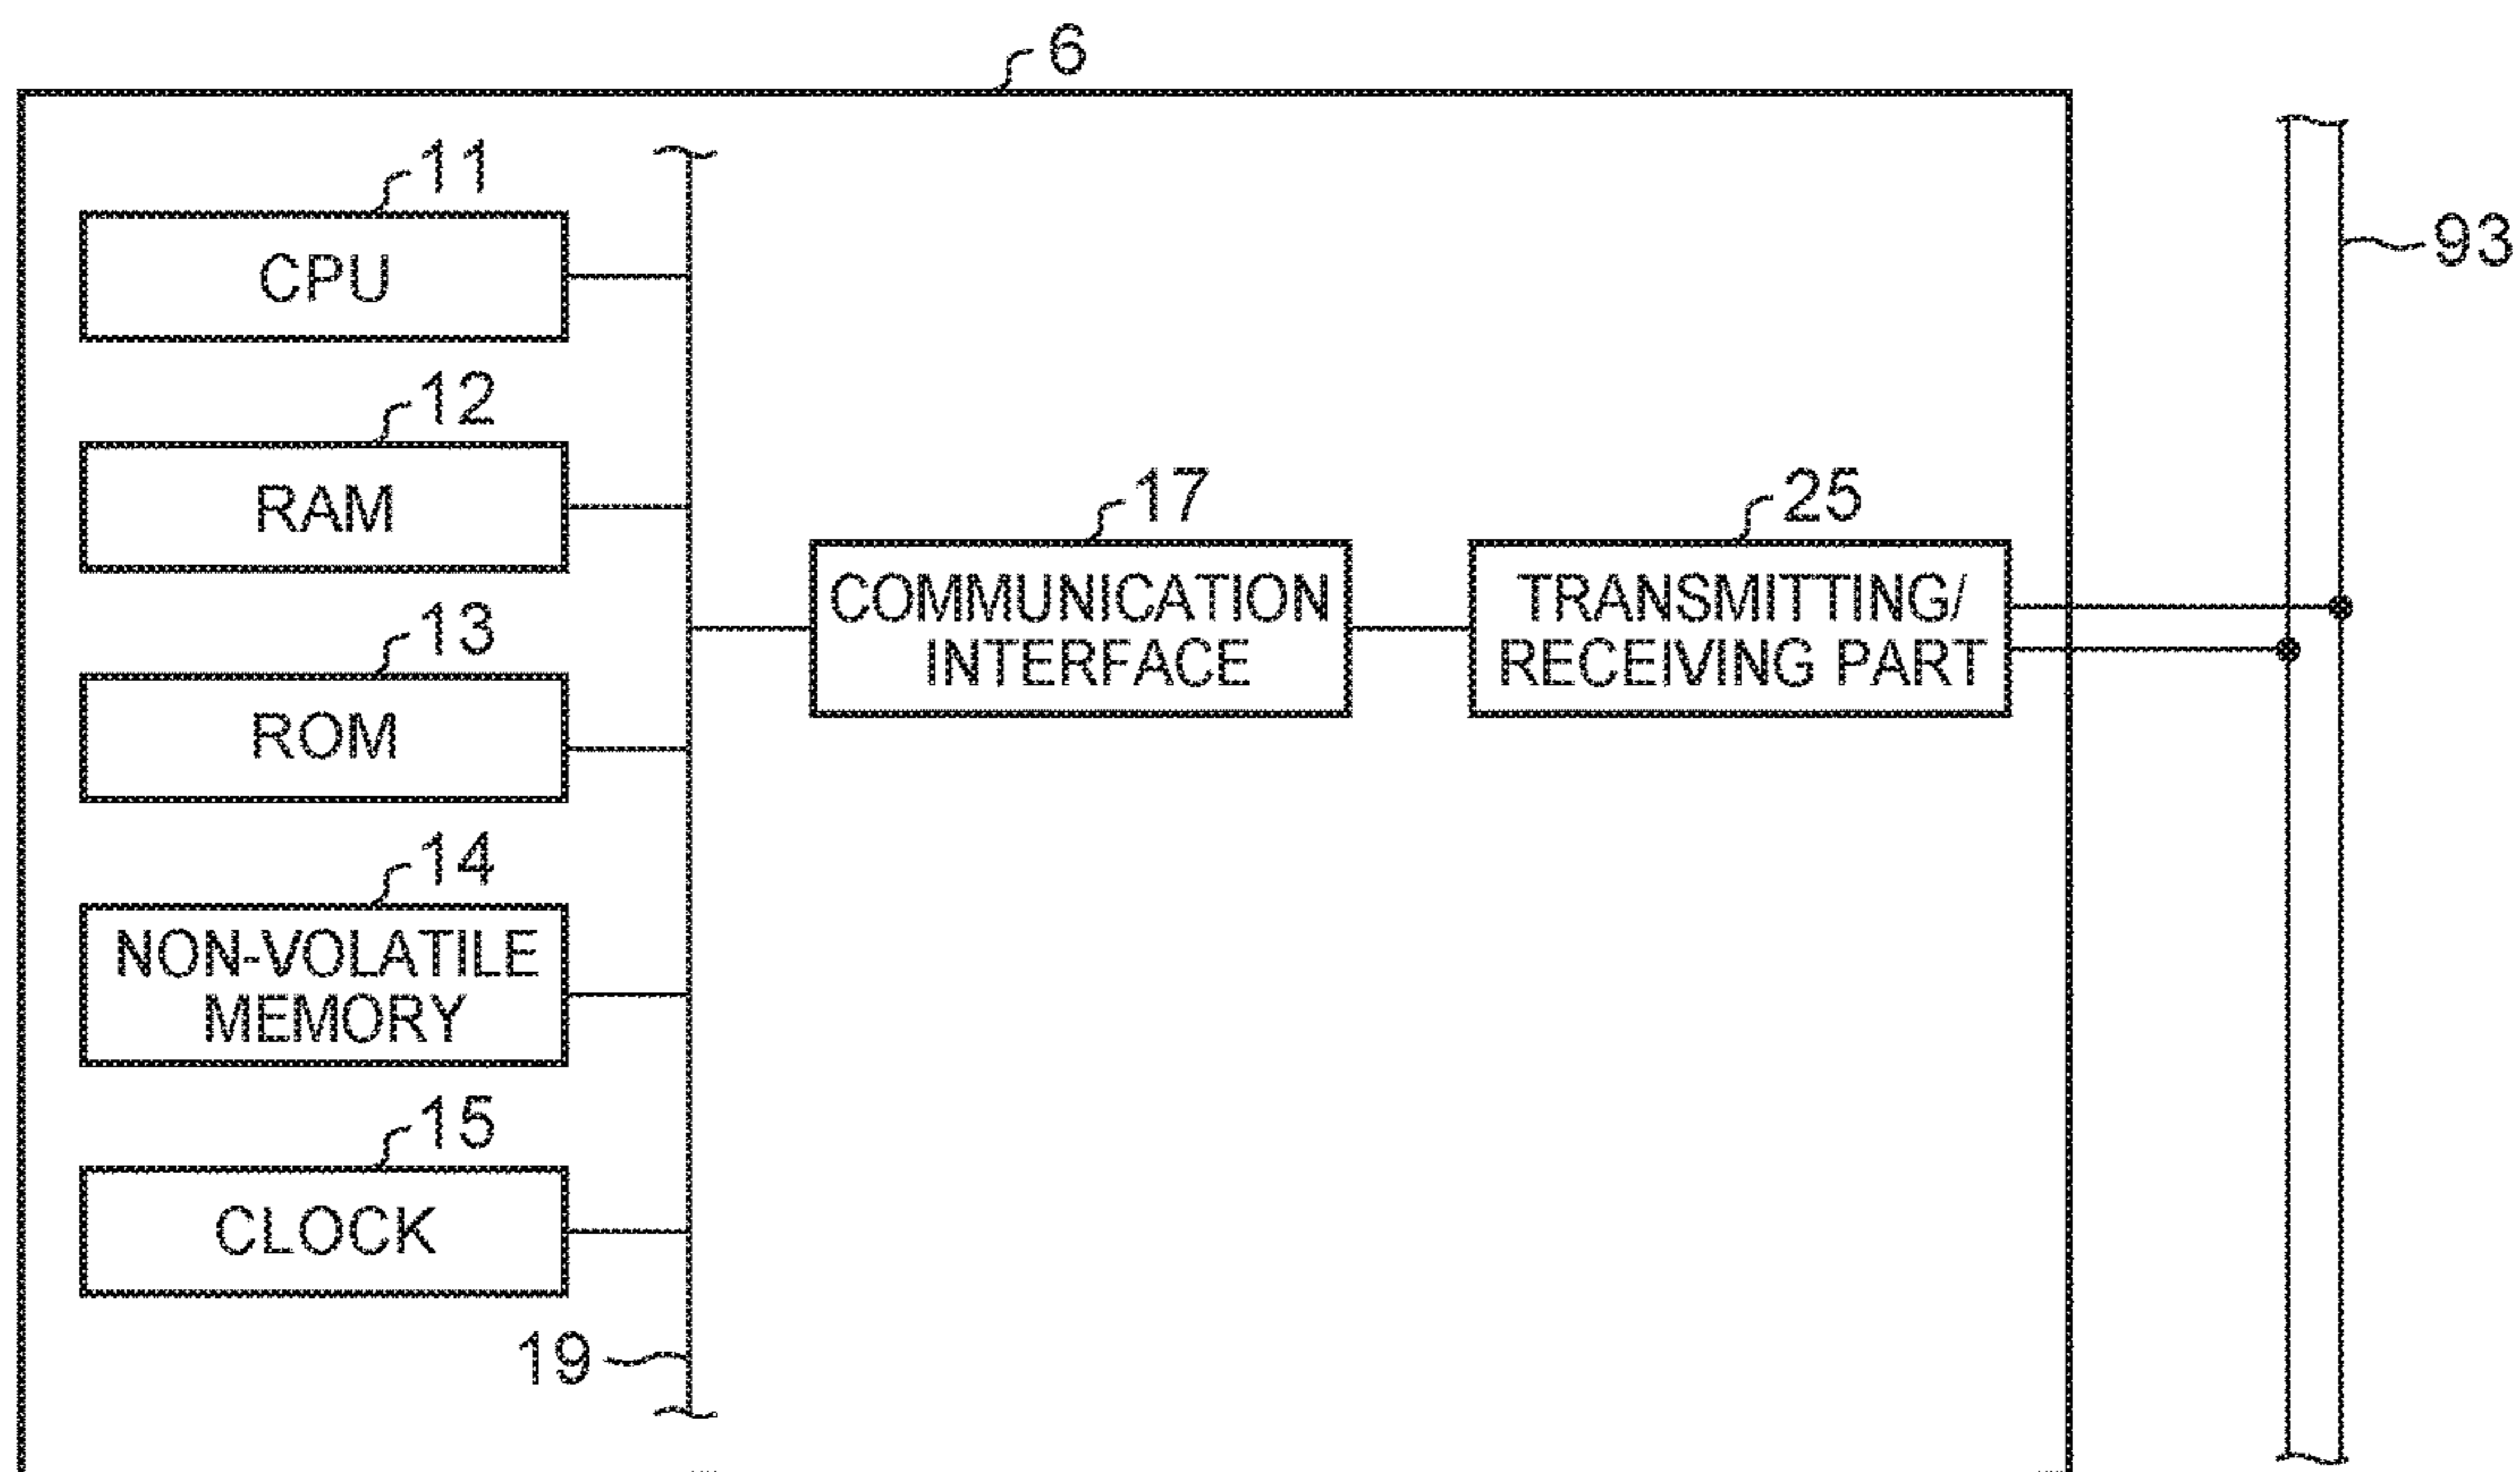 6
11
CPU
93
12
RAM
17
25
COMMUNICATION
INTERFACE
TRANSMITTING/
RECEIVING PART
13
ROM
14
NON-VOLATILE
MEMORY
15
CLOCK
19